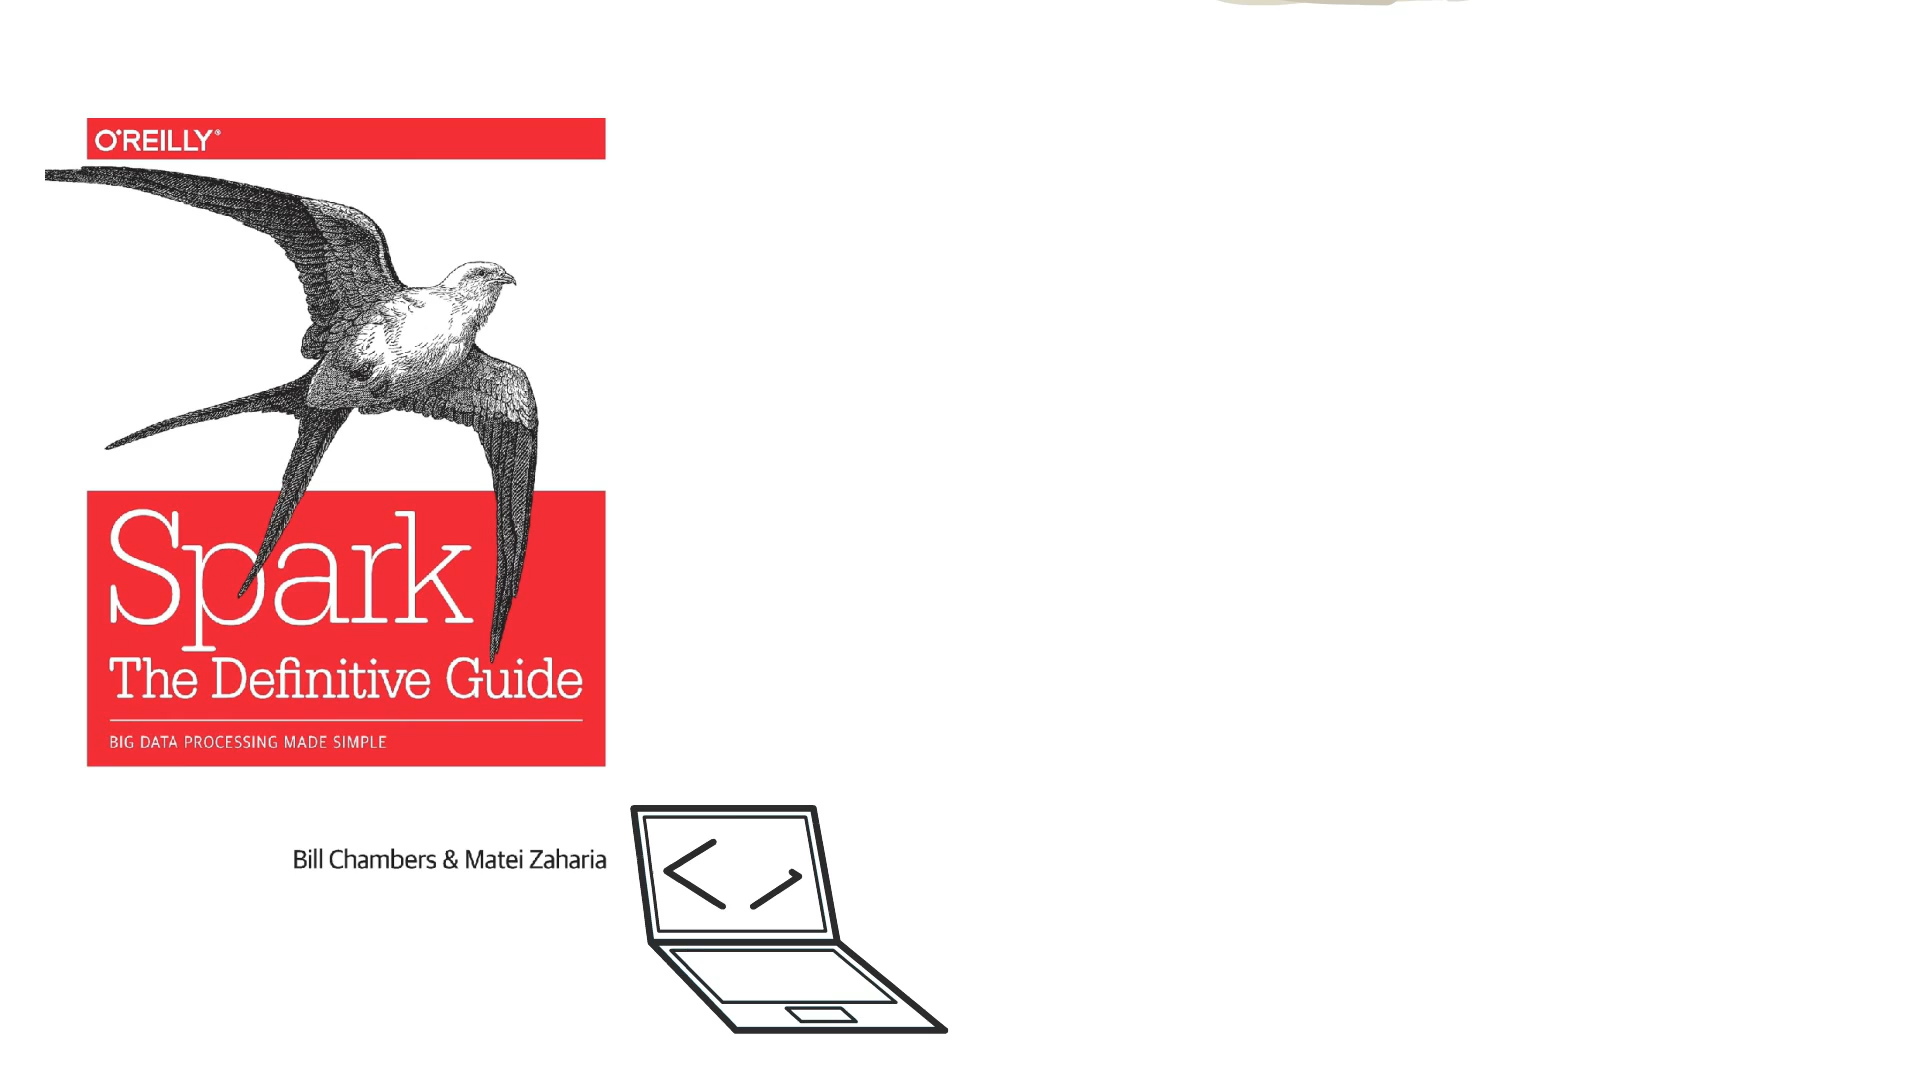 O'REILLY®
Spark
The Definitive Guide
BIG DATA PROCESSING MADE SIMPLE
Bill Chambers & Matei Zaharia